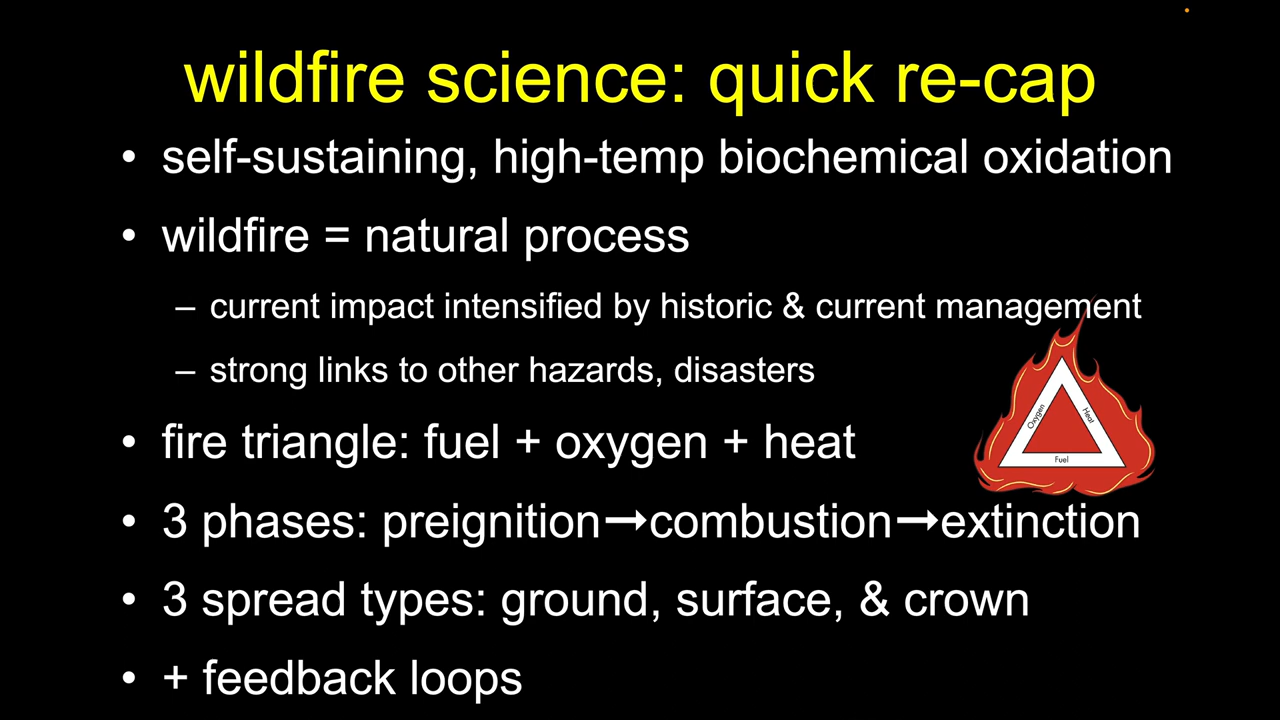 wildfire science: quick re-cap
• self-sustaining, high-temp biochemical oxidation
• wildfire = natural process
– current impact intensified by historic & current management
– strong links to other hazards, disasters
• fire triangle: fuel + oxygen + heat
Oxygen
Heat
Fuel
• 3 phases: preignition→combustion→extinction
• 3 spread types: ground, surface, & crown
• + feedback loops